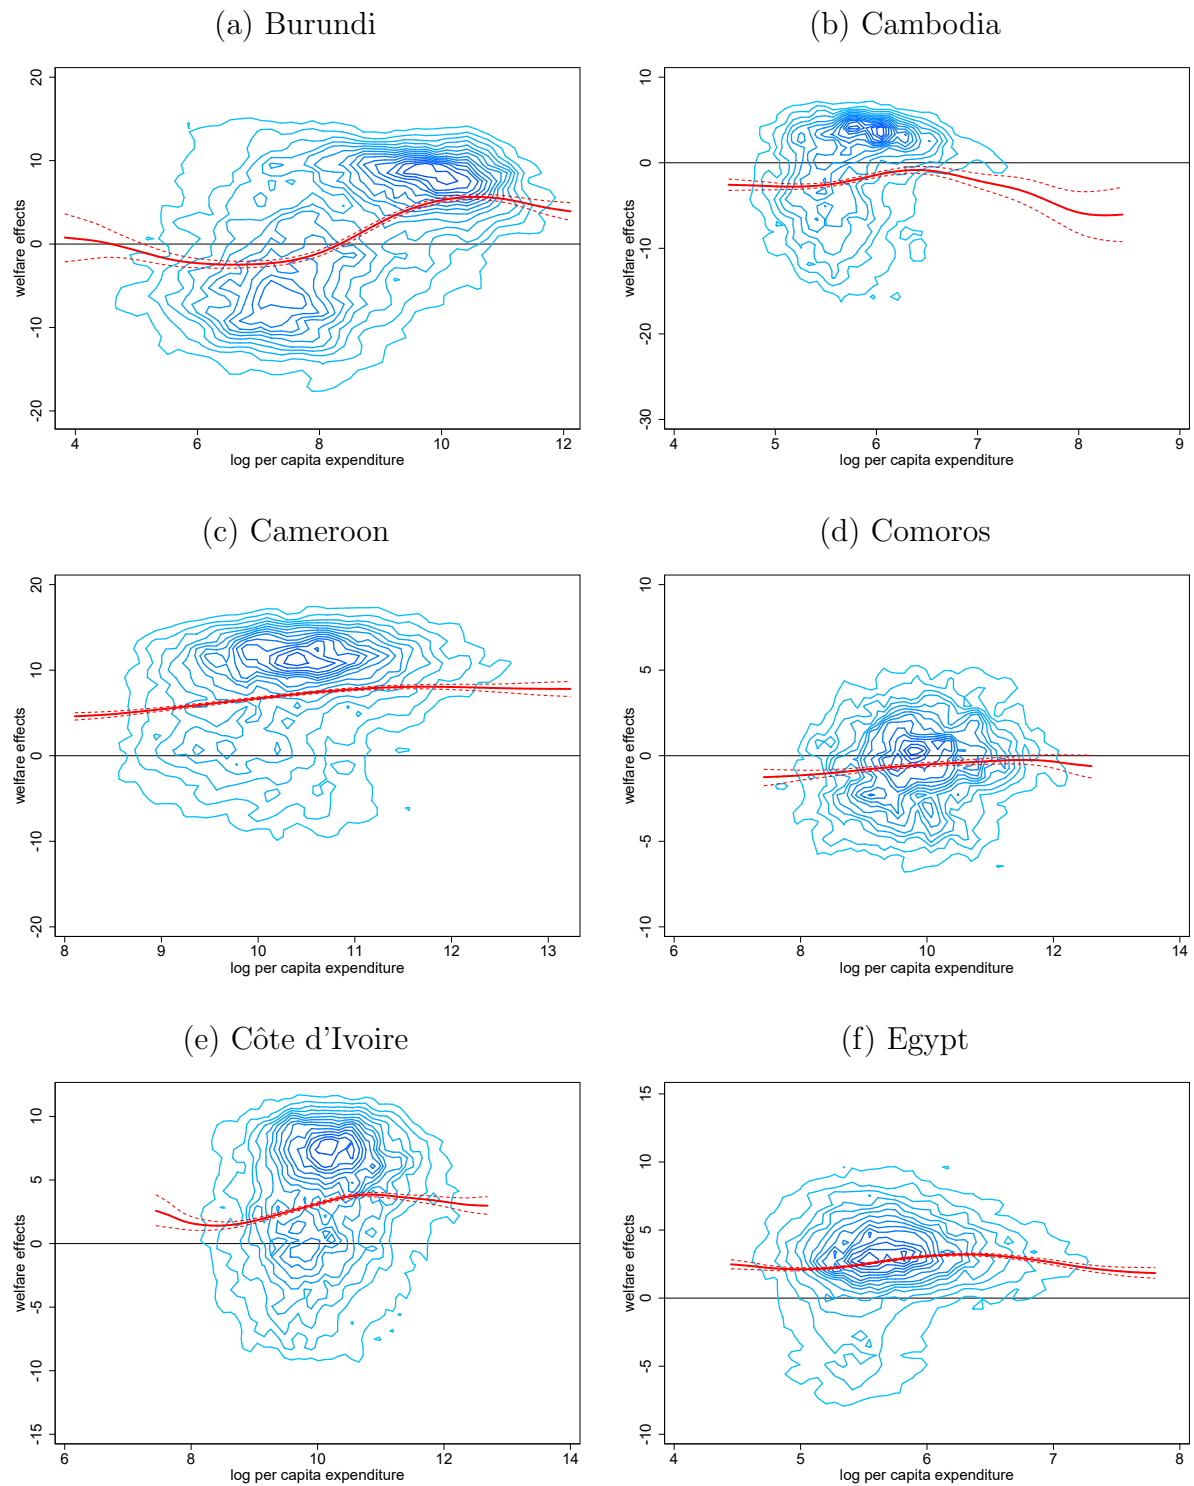 (a) Burundi
(b) Cambodia
welfare effects
20
10
0
-10
-20
4 6 8 10 12
log per capita expenditure
welfare effects
10
0
-10
-20
-30
4 5 6 7 8 9
log per capita expenditure
(c) Cameroon
(d) Comoros
welfare effects
20
10
0
-10
-20
8 9 10 11 12 13
log per capita expenditure
welfare effects
10
5
0
-5
-10
6 8 10 12 14
log per capita expenditure
(e) Côte d'Ivoire
(f) Egypt
welfare effects
10
5
0
-5
-10
-15
6 8 10 12 14
log per capita expenditure
welfare effects
15
10
5
0
-5
-10
4 5 6 7 8
log per capita expenditure